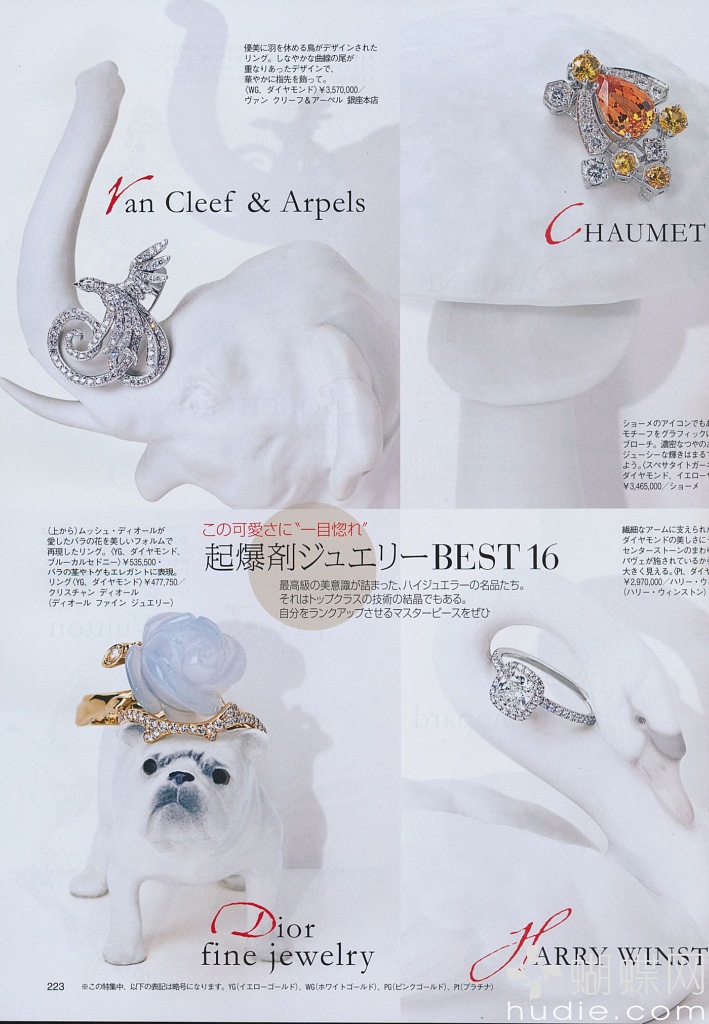 優美に羽を休める鳥がデザインされた
リング。しなやかな曲線の尾が
重なりあったデザインで、
華やかに指先を飾って。
〈WG、ダイヤモンド〉¥3,570,000/
ヴァン クリーフ&アーペル 銀座本店
Van Cleef & Arpels
CHAUMET
ショーメのアイコンでもあ
モチーフをグラフィックに
ブローチ。濃密なつやのあ
ジューシーな輝きはまるで
よう。〈スペサタイトガーネ
ダイヤモンド、イエローサ
¥3,465,000/ショーメ
(上から)ムッシュ・ディオールが
愛したバラの花を美しいフォルムで
再現したリング。〈YG、ダイヤモンド、
ブルーカルセドニー〉¥535,500・
バラの茎やトゲもエレガントに表現。
リング〈YG、ダイヤモンド〉¥477,750/
クリスチャン ディオール
(ディオール ファイン ジュエリー)
この可愛さに"一目惚れ"
起爆剤ジュエリーBEST 16
最高級の美意識が詰まった、ハイジュエラーの名品たち。
それはトップクラスの技術の結晶でもある。
自分をランクアップさせるマスターピースをぜひ
繊細なアームに支えられた
ダイヤモンドの美しさに
センターストーンのまわり
パヴェが施されているから
大きく見える。〈Pt、ダイヤ
¥2,970,000/ハリー・ウ
(ハリー・ウィンストン)
Dior
fine jewelry
HARRY WINST
223 ※この特集中、以下の表記は略号になります。YG(イエローゴールド)、WG(ホワイトゴールド)、PG(ピンクゴールド)、Pt(プラチナ)
蝴蝶网
hudie.com